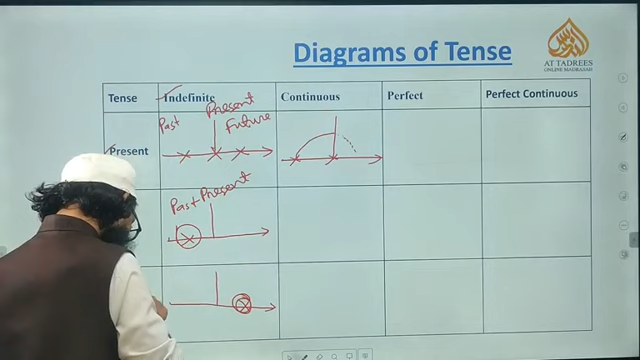 Diagrams of Tense
AT TADREES
ONLINE MADRASAH
Tense Indefinite Continuous Perfect Perfect Continuous
Past Present Future
Present
Past Present